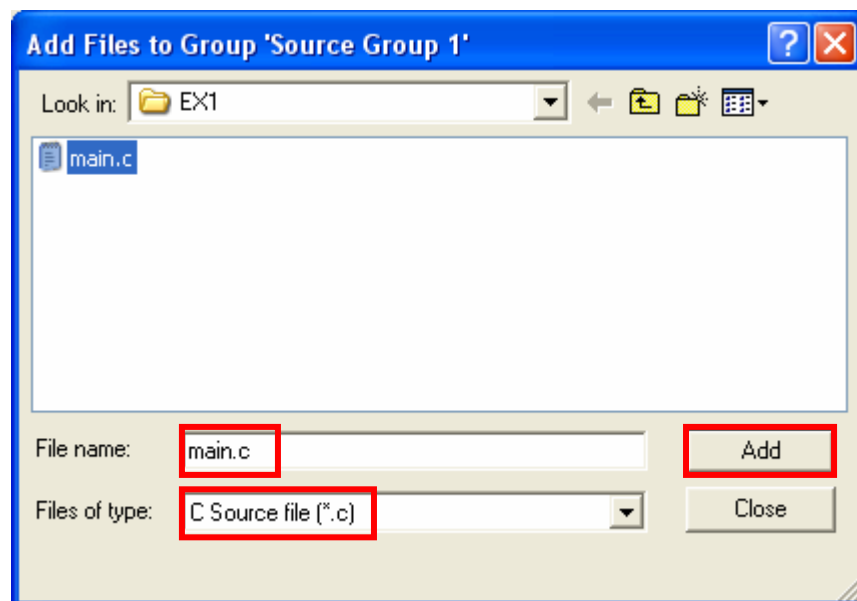 Add Files to Group 'Source Group 1'
Look in: EX1
main.c
File name: main.c Add
Files of type: C Source file (*.c) Close